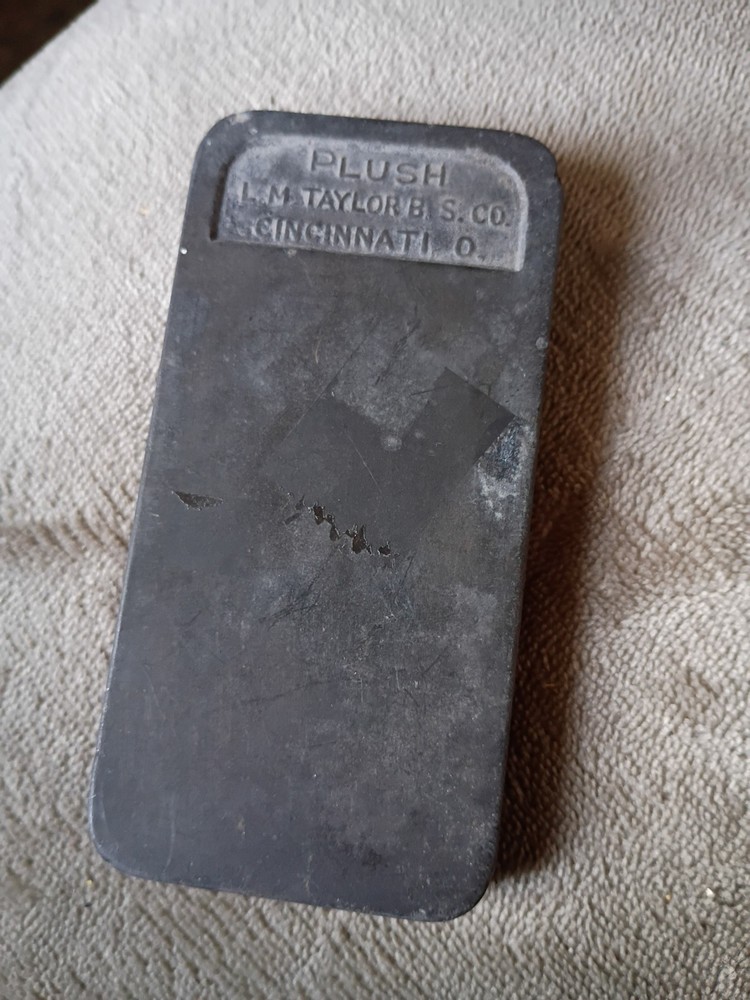 PLUSH
L. M. TAYLOR B. S. CO.
CINCINNATI, O.